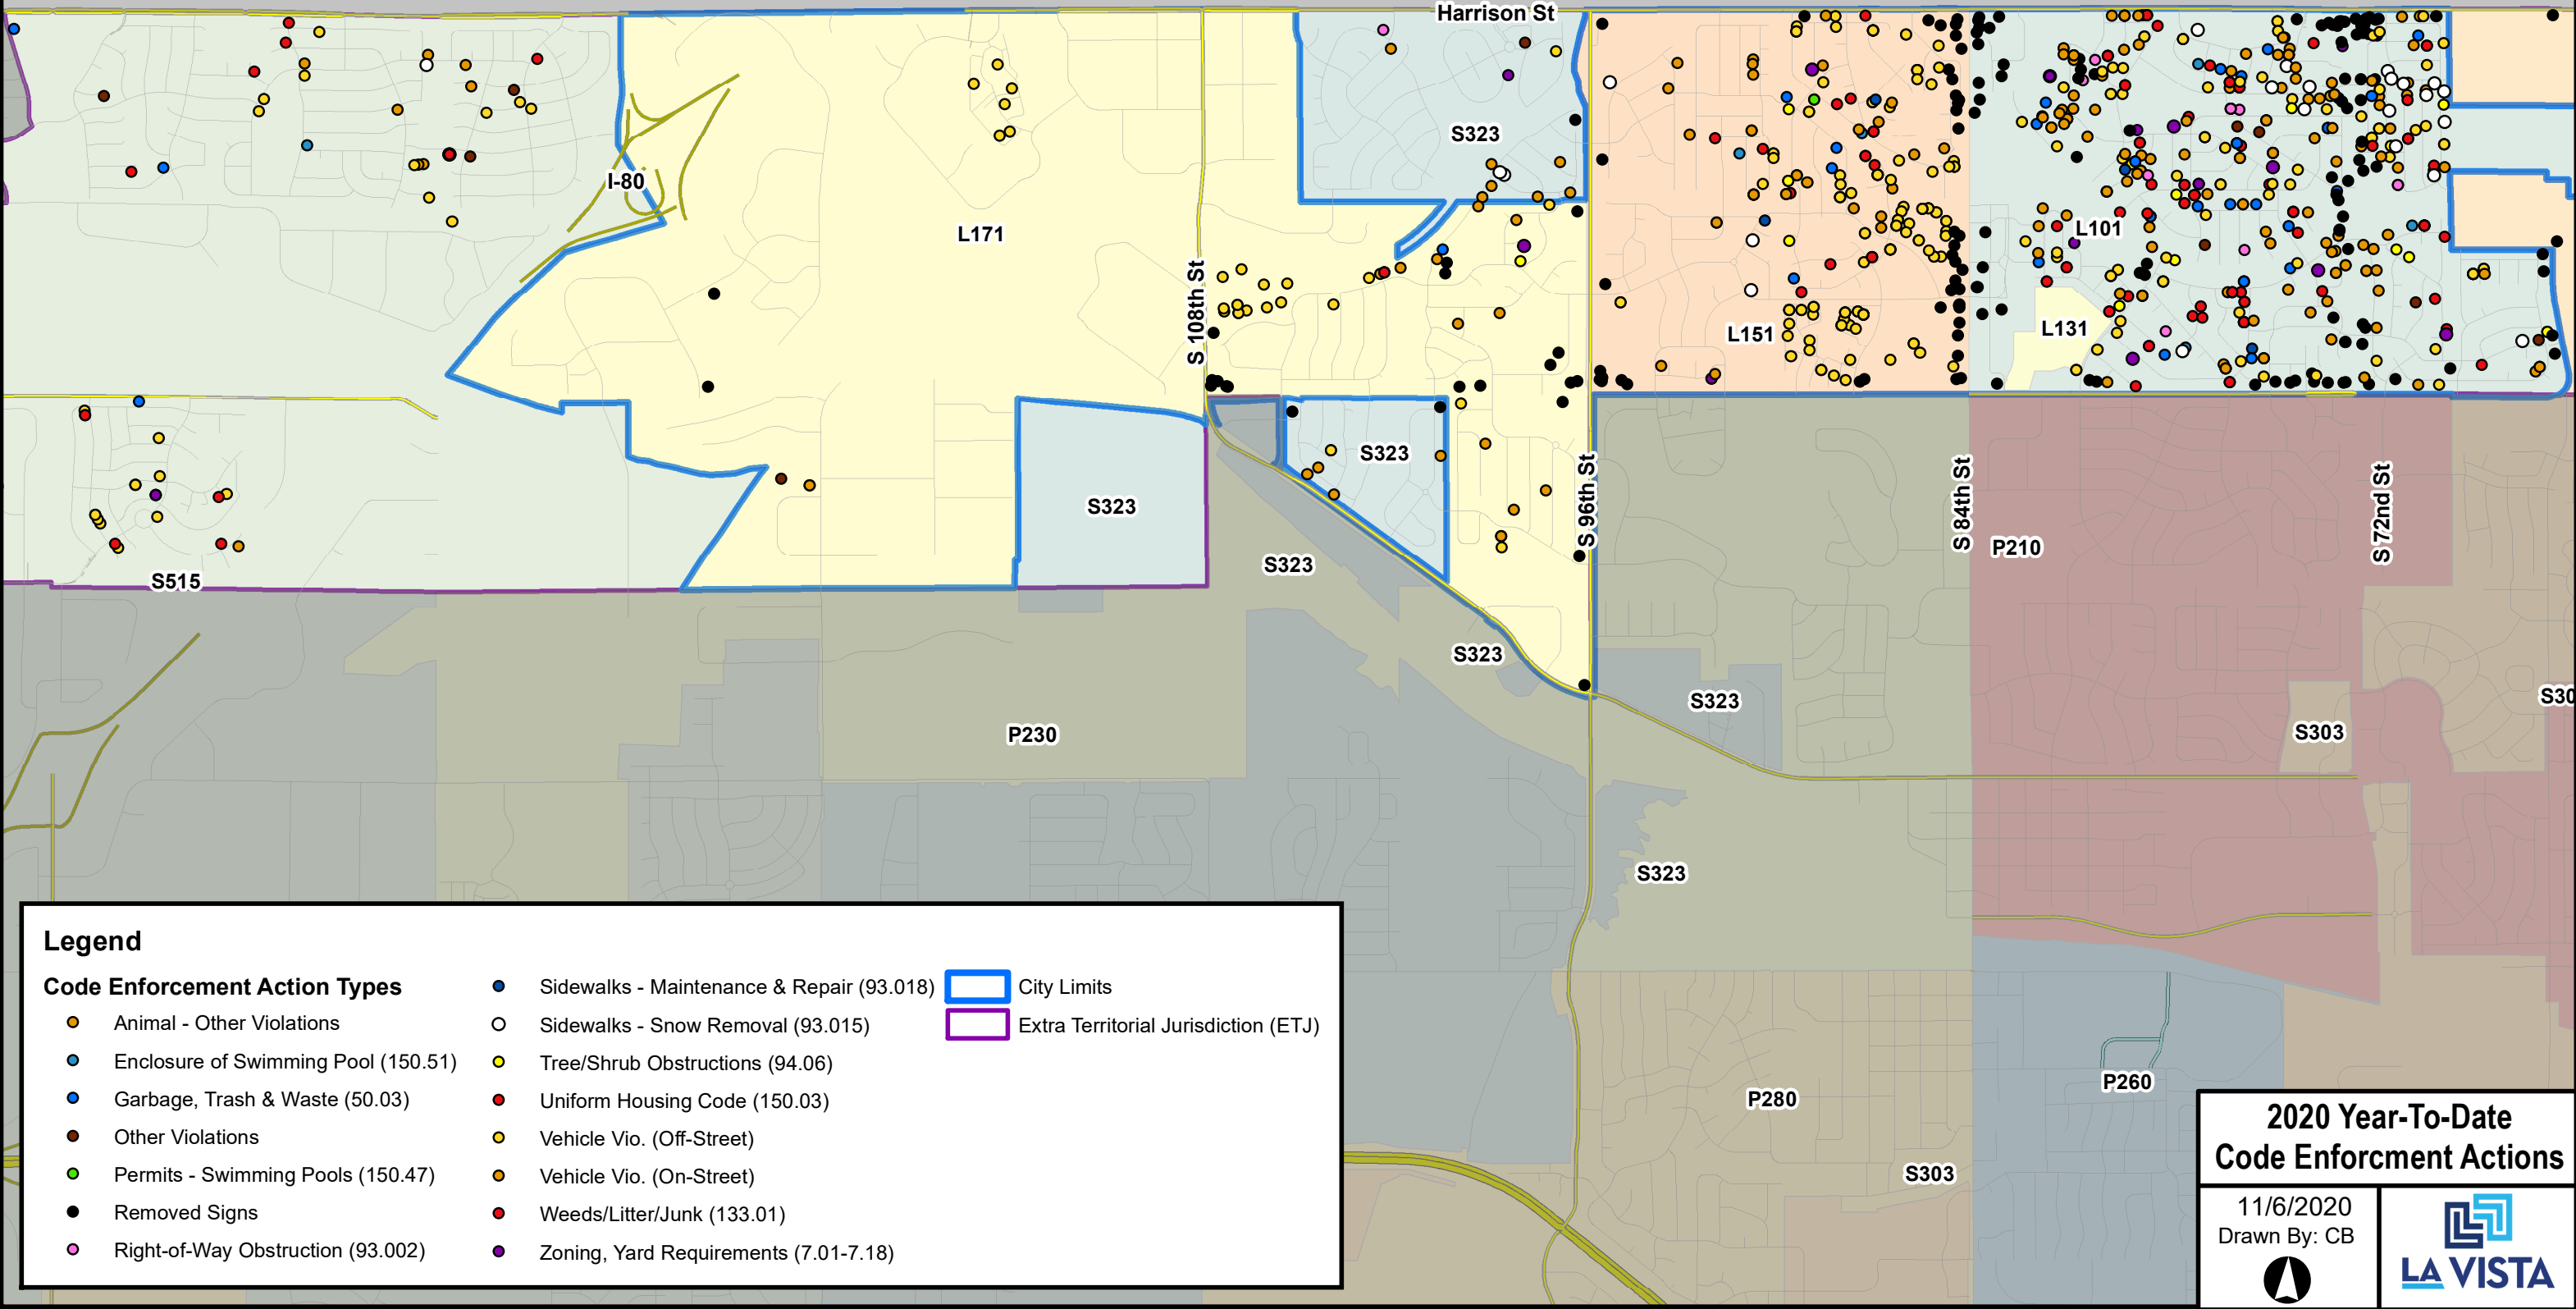 Harrison St
S323
I-80
L171
L101
S 108th St
L131
L151
S323
S323
S 96th St
S 84th St
S 72nd St
P210
S323
S515
S323
S30
S323
S303
P230
S323
P260
P280
S303
Legend
Code Enforcement Action Types
Animal - Other Violations
Enclosure of Swimming Pool (150.51)
Garbage, Trash & Waste (50.03)
Other Violations
Permits - Swimming Pools (150.47)
Removed Signs
Right-of-Way Obstruction (93.002)
Sidewalks - Maintenance & Repair (93.018)
Sidewalks - Snow Removal (93.015)
Tree/Shrub Obstructions (94.06)
Uniform Housing Code (150.03)
Vehicle Vio. (Off-Street)
Vehicle Vio. (On-Street)
Weeds/Litter/Junk (133.01)
Zoning, Yard Requirements (7.01-7.18)
City Limits
Extra Territorial Jurisdiction (ETJ)
2020 Year-To-Date
Code Enforcment Actions
11/6/2020
Drawn By: CB
LA VISTA